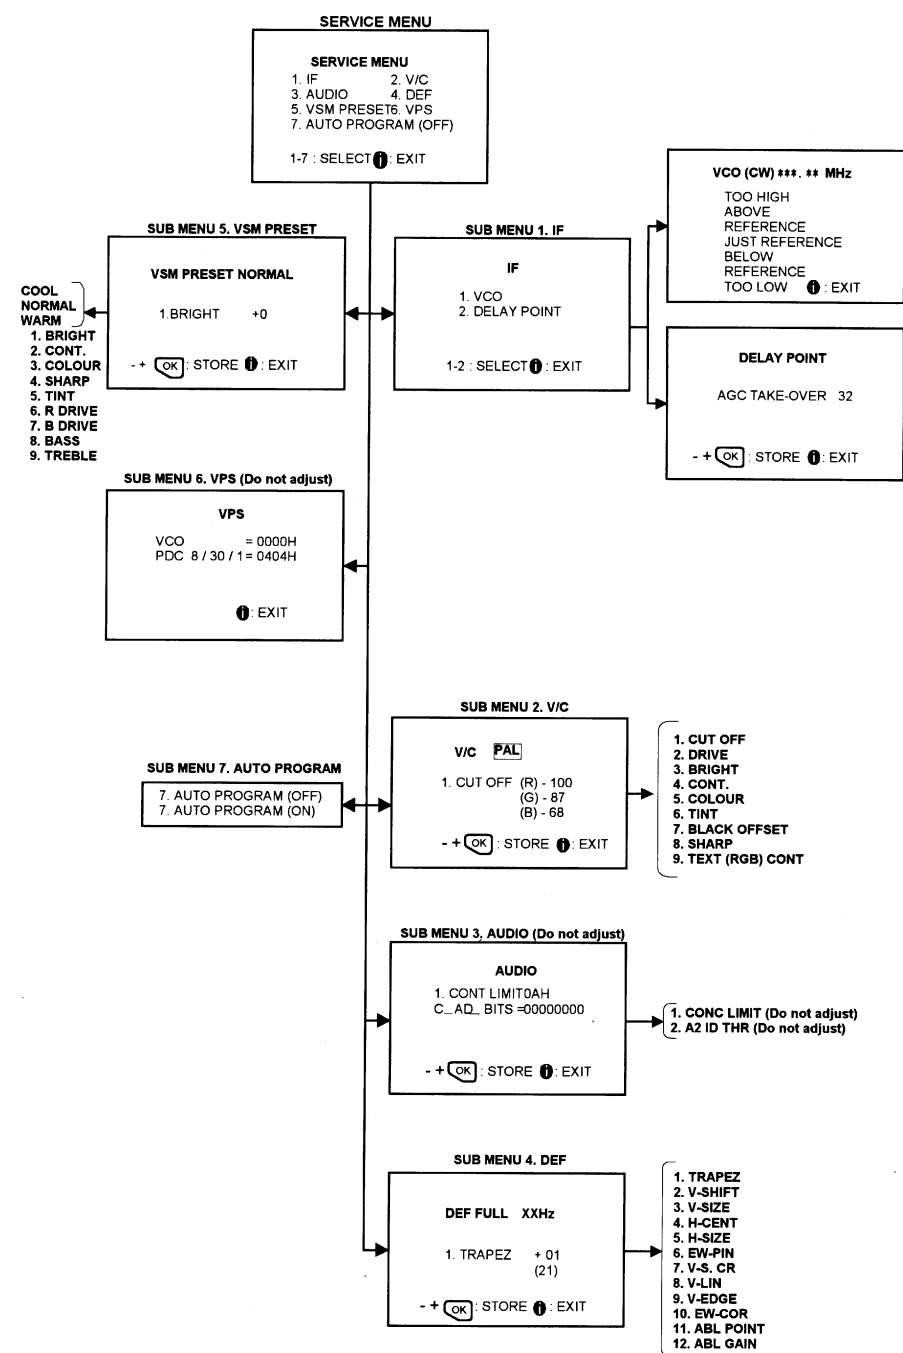 SERVICE MENU
SERVICE MENU
1. IF 2. V/C
3. AUDIO 4. DEF
5. VSM PRESET6. VPS
7. AUTO PROGRAM (OFF)
1-7 : SELECT i : EXIT
VCO (CW) ***. ** MHz
TOO HIGH
ABOVE
REFERENCE
JUST REFERENCE
BELOW
REFERENCE
TOO LOW i : EXIT
SUB MENU 5. VSM PRESET
VSM PRESET NORMAL
1.BRIGHT +0
- + OK : STORE i : EXIT
COOL
NORMAL
WARM
1. BRIGHT
2. CONT.
3. COLOUR
4. SHARP
5. TINT
6. R DRIVE
7. B DRIVE
8. BASS
9. TREBLE
SUB MENU 1. IF
IF
1. VCO
2. DELAY POINT
1-2 : SELECT i : EXIT
DELAY POINT
AGC TAKE-OVER 32
- + OK : STORE i : EXIT
SUB MENU 6. VPS (Do not adjust)
VPS
VCO = 0000H
PDC 8 / 30 / 1 = 0404H
i : EXIT
SUB MENU 2. V/C
V/C PAL
1. CUT OFF (R) - 100
(G) - 87
(B) - 68
- + OK : STORE i : EXIT
1. CUT OFF
2. DRIVE
3. BRIGHT
4. CONT.
5. COLOUR
6. TINT
7. BLACK OFFSET
8. SHARP
9. TEXT (RGB) CONT
SUB MENU 7. AUTO PROGRAM
7. AUTO PROGRAM (OFF)
7. AUTO PROGRAM (ON)
SUB MENU 3. AUDIO (Do not adjust)
AUDIO
1. CONT LIMIT0AH
C_AD_ BITS =00000000
- + OK : STORE i : EXIT
1. CONC LIMIT (Do not adjust)
2. A2 ID THR (Do not adjust)
SUB MENU 4. DEF
DEF FULL XXHz
1. TRAPEZ + 01
(21)
- + OK : STORE i : EXIT
1. TRAPEZ
2. V-SHIFT
3. V-SIZE
4. H-CENT
5. H-SIZE
6. EW-PIN
7. V-S. CR
8. V-LIN
9. V-EDGE
10. EW-COR
11. ABL POINT
12. ABL GAIN